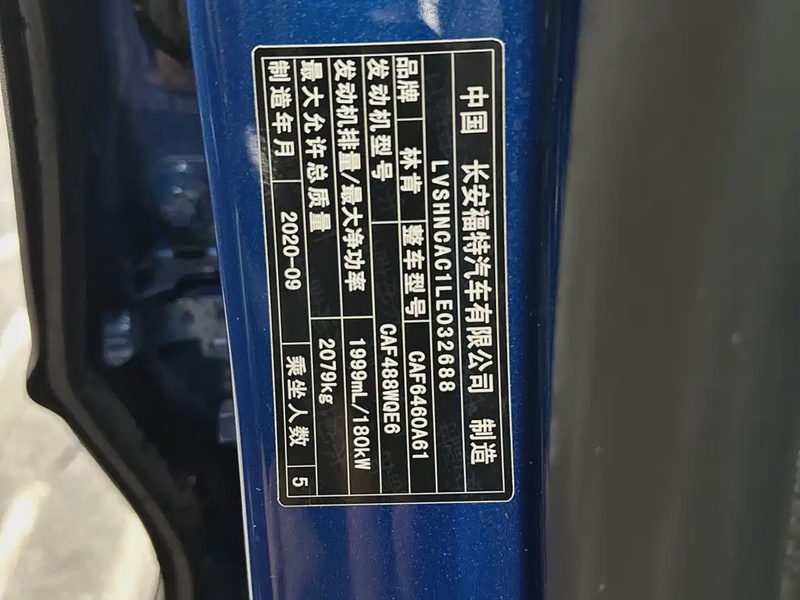 中国 长安福特汽车有限公司 制造
LVSHNCAC1LE032688
品牌 林肯 整车型号 CAF6460A61
发动机型号 CAF488WQE6
发动机排量/最大净功率 1999mL/180kW
最大允许总质量 2079kg
制造年月 2020-09 乘坐人数 5